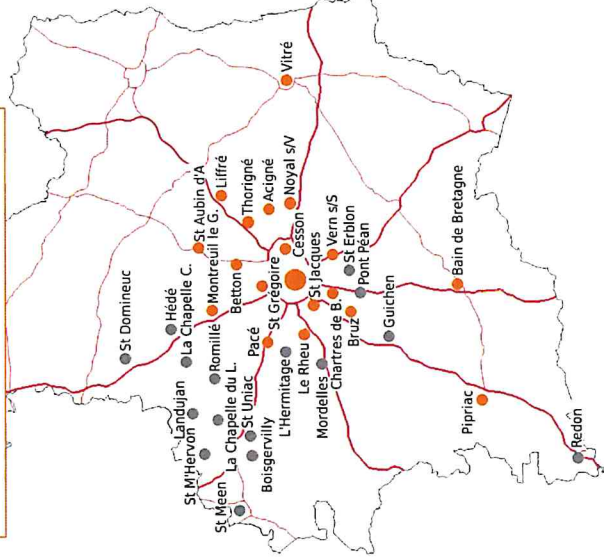 St Domineuc
Hédé
La Chapelle C.
Landujan
St M'Hervon
Romillé
La Chapelle du L.
St Uniac
Boisgervilly
St Meen
Montreuil le G.
St Aubin d'A
Liffré
Betton
Thorigné
Acigné
Noyal s/V
Vitré
St Grégoire
Pacé
Cesson
L'Hermitage
Le Rheu
St Jacques
Mordelles
Chartres de B.
Bruz
Vern s/S
St Erblon
Pont Péan
Guichen
Bain de Bretagne
Pipriac
Redon